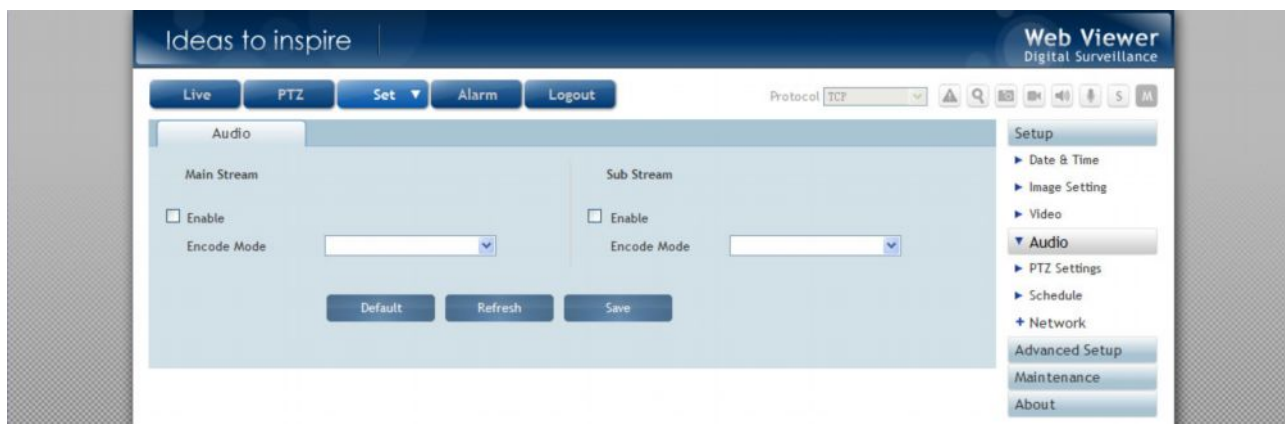 Ideas to inspire
Web Viewer
Digital Surveillance
Live PTZ Set Alarm Logout
Protocol TCP
S M
Audio
Main Stream
Enable
Encode Mode
Sub Stream
Enable
Encode Mode
Default Refresh Save
Setup
Date & Time
Image Setting
Video
Audio
PTZ Settings
Schedule
+ Network
Advanced Setup
Maintenance
About